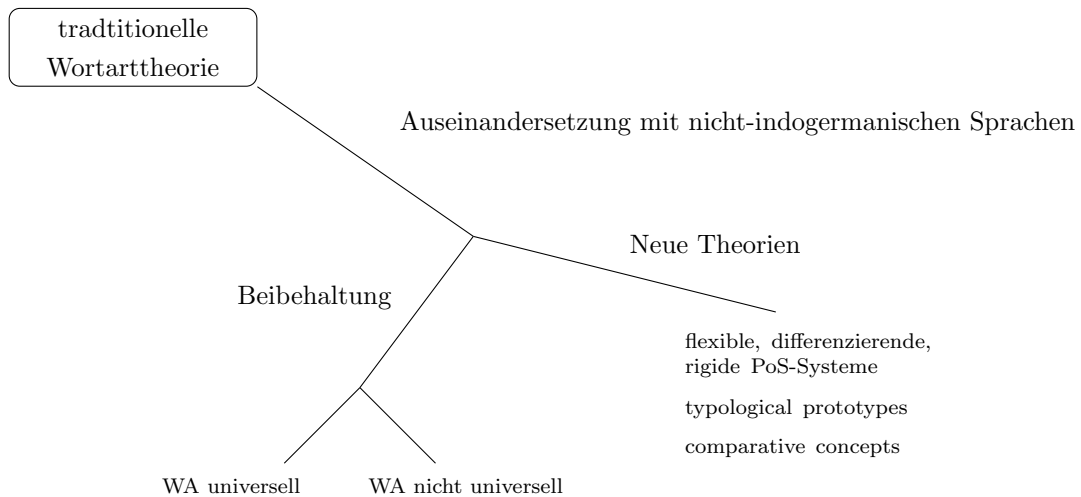 tradtitionelle
Worttarttheorie
Auseinandersetzung mit nicht-indogermanischen Sprachen
Neue Theorien
Beibehaltung
flexible, differenzierende,
rigide PoS-Systeme
typological prototypes
comparative concepts
WA universell
WA nicht universell